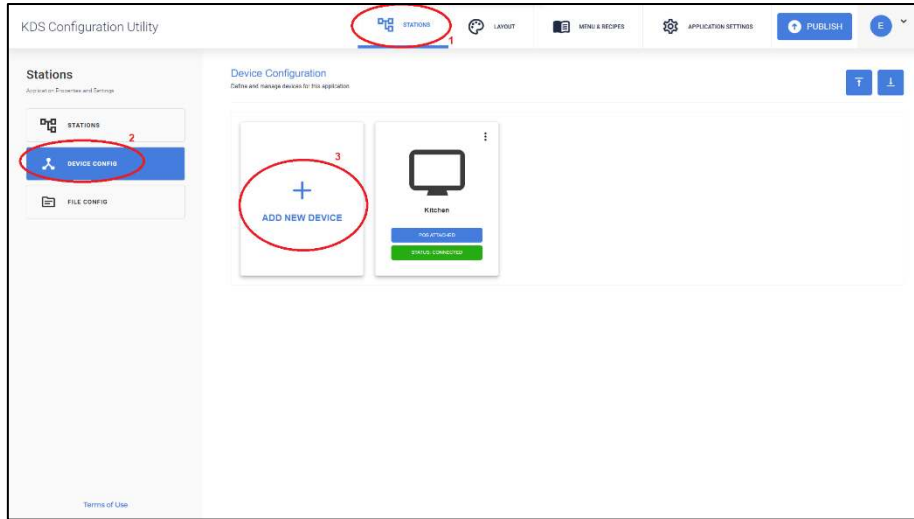 KDS Configuration Utility
STATIONS
1
LAYOUT
MENU & RECIPES
APPLICATION SETTINGS
PUBLISH
E
Stations
Application Properties and Settings
STATIONS
2
DEVICE CONFIG
FILE CONFIG
Device Configuration
Define and manage devices for this application
3
ADD NEW DEVICE
Kitchen
POS ATTACHED
STATUS: CONNECTED
Terms of Use